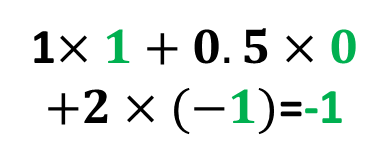 1× 1 + 0.5 × 0
+2 × (−1)=-1